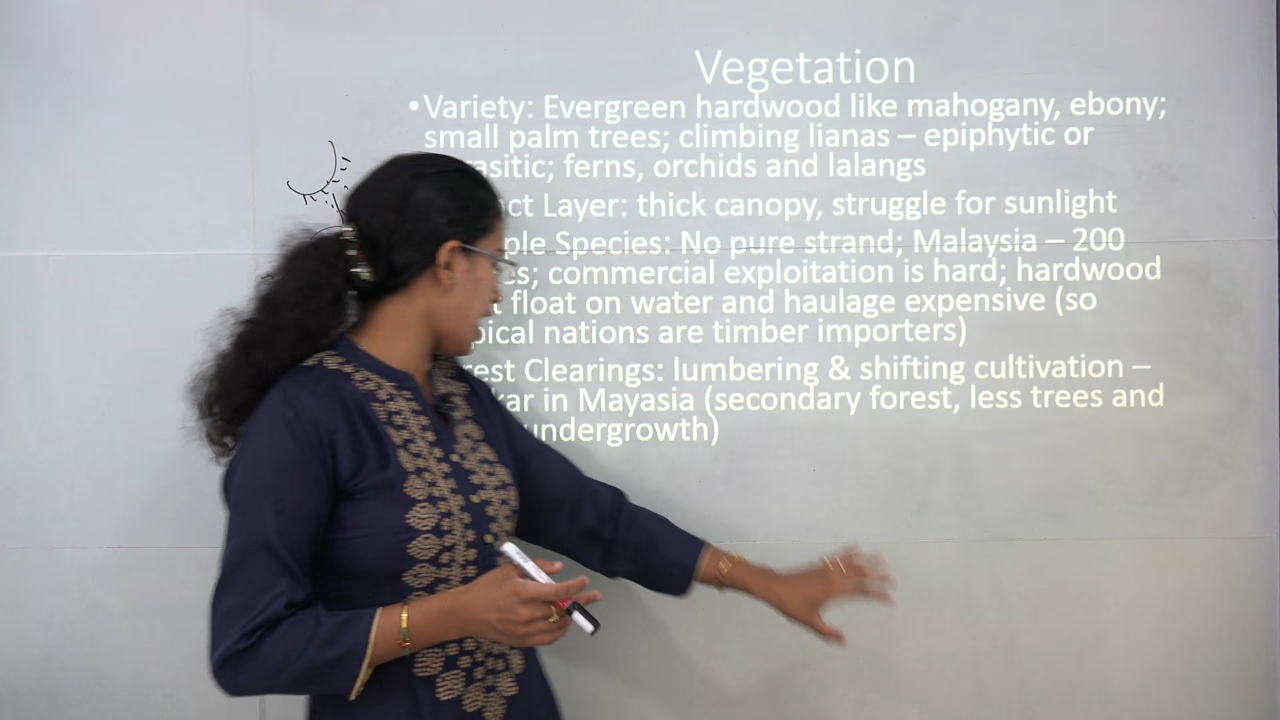 Vegetation
•Variety: Evergreen hardwood like mahogany, ebony;
small palm trees; climbing lianas – epiphytic or
asitic; ferns, orchids and lalangs
ct Layer: thick canopy, struggle for sunlight
ple Species: No pure strand; Malaysia – 200
es; commercial exploitation is hard; hardwood
t float on water and haulage expensive (so
pical nations are timber importers)
rest Clearings: lumbering & shifting cultivation –
kar in Mayasia (secondary forest, less trees and
undergrowth)